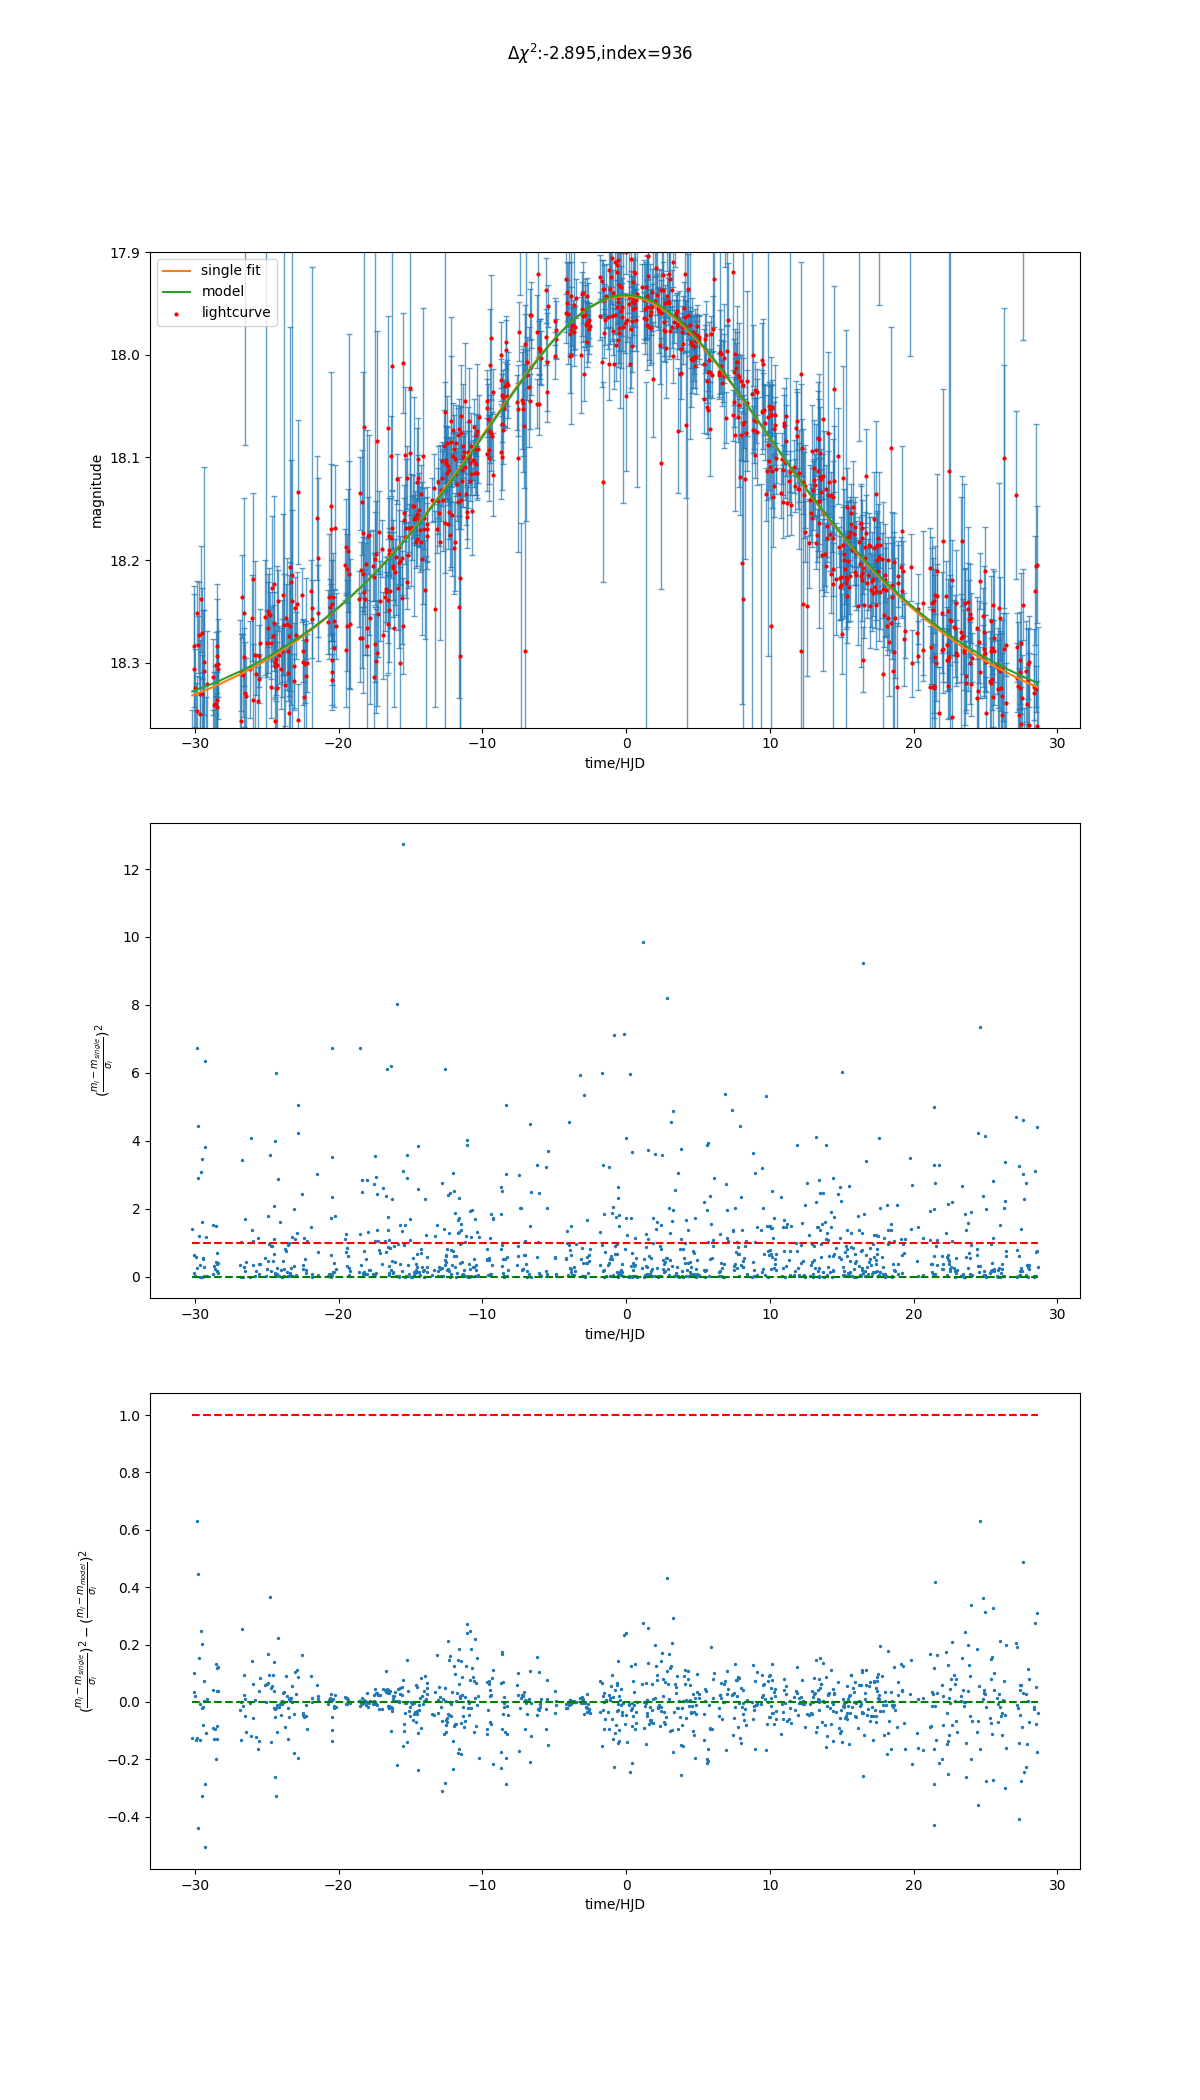 Δχ²:-2.895,index=936
17.9
18.0
18.1
18.2
18.3
magnitude
single fit
model
lightcurve
−30 −20 −10 0 10 20 30
time/HJD
12
10
8
6
4
2
0
((m_i − m_single)/σ_i)²
−30 −20 −10 0 10 20 30
time/HJD
1.0
0.8
0.6
0.4
0.2
0.0
−0.2
−0.4
((m_i − m_single)/σ_i)² − ((m_i − m_model)/σ_i)²
−30 −20 −10 0 10 20 30
time/HJD